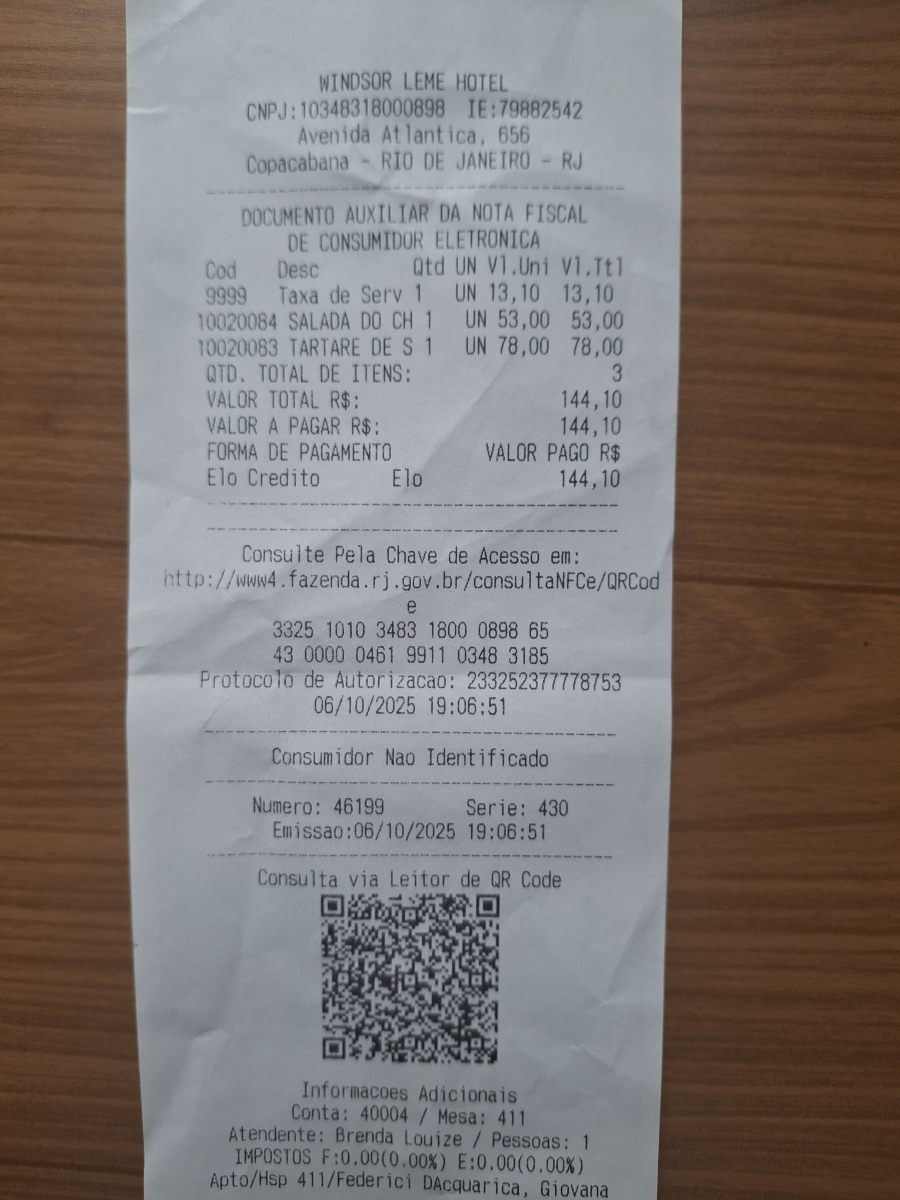 WINDSOR LEME HOTEL
CNPJ:10348318000898 IE:79882542
Avenida Atlantica, 656
Copacabana - RIO DE JANEIRO - RJ
DOCUMENTO AUXILIAR DA NOTA FISCAL
DE CONSUMIDOR ELETRONICA
Cod Desc Qtd UN Vl.Uni Vl.Ttl
9999 Taxa de Serv 1 UN 13,10 13,10
10020084 SALADA DO CH 1 UN 53,00 53,00
10020083 TARTARE DE S 1 UN 78,00 78,00
QTD. TOTAL DE ITENS: 3
VALOR TOTAL R$: 144,10
VALOR A PAGAR R$: 144,10
FORMA DE PAGAMENTO VALOR PAGO R$
Elo Credito Elo 144,10
Consulte Pela Chave de Acesso em:
http://www4.fazenda.rj.gov.br/consultaNFCe/QRCod
e
3325 1010 3483 1800 0898 65
43 0000 0461 9911 0348 3185
Protocolo de Autorizacao: 233252377778753
06/10/2025 19:06:51
Consumidor Nao Identificado
Numero: 46199 Serie: 430
Emissao:06/10/2025 19:06:51
Consulta via Leitor de QR Code
Informacoes Adicionais
Conta: 40004 / Mesa: 411
Atendente: Brenda Louize / Pessoas: 1
IMPOSTOS F:0.00(0.00%) E:0.00(0.00%)
Apto/Hsp 411/Federici DAcquarica, Giovana